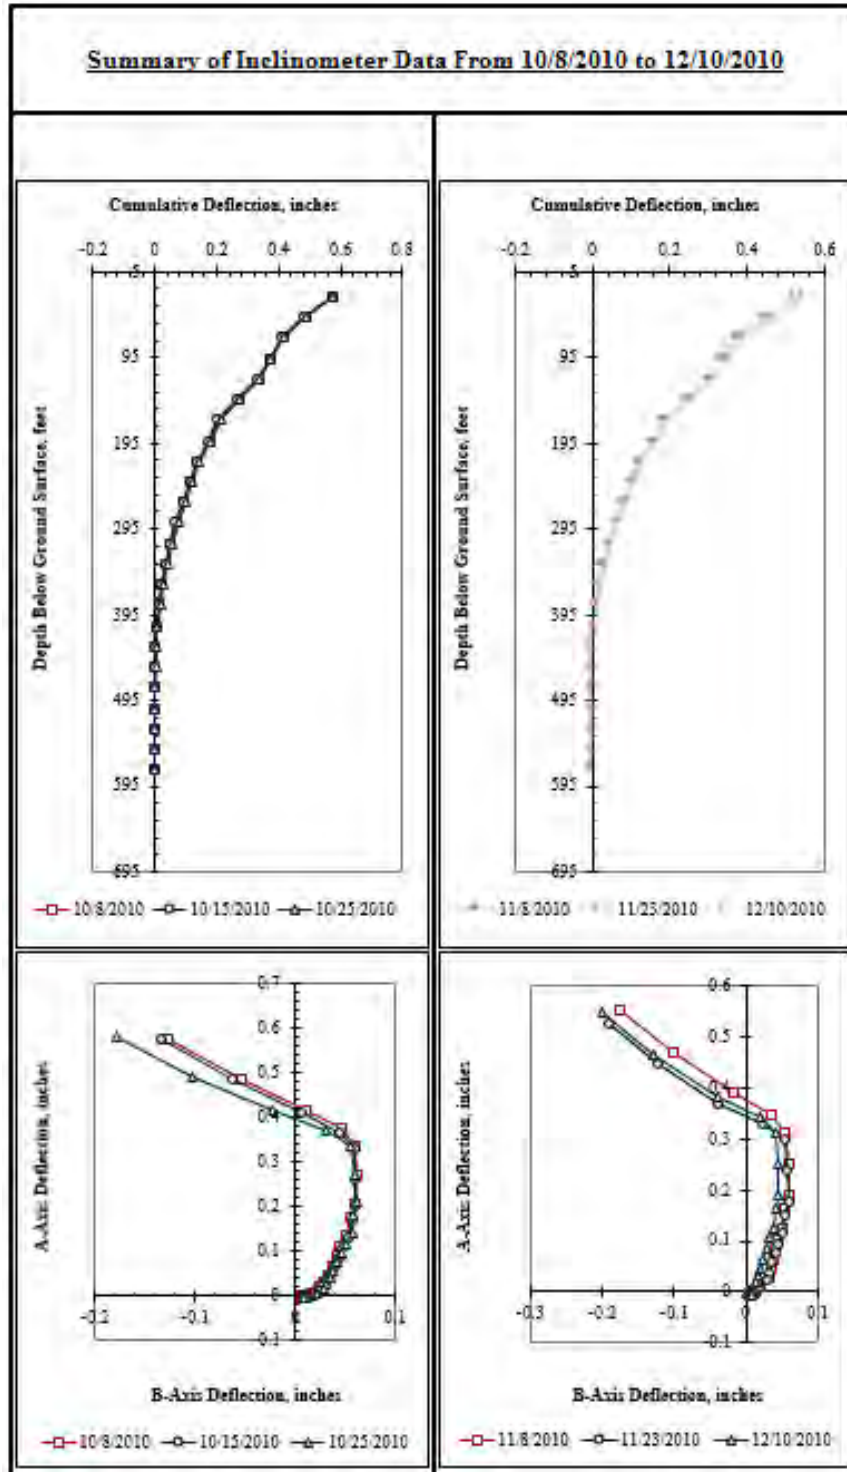 Summary of Inclinometer Data From 10/8/2010 to 12/10/2010
Cumulative Deflection, inches
-0.2 0 0.2 0.4 0.6 0.8
-5
95
195
295
395
495
595
695
Depth Below Ground Surface, feet
10/8/2010 10/15/2010 10/25/2010
Cumulative Deflection, inches
-0.2 0 0.2 0.4 0.6
-5
95
195
295
395
495
595
695
Depth Below Ground Surface, feet
11/8/2010 11/23/2010 12/10/2010
0.7
0.6
0.5
0.4
0.3
0.2
0.1
0
-0.1
A-Axis Deflection, inches
-0.2 -0.1 0 0.1
B-Axis Deflection, inches
10/8/2010 10/15/2010 10/25/2010
0.6
0.5
0.4
0.3
0.2
0.1
0
-0.1
A-Axis Deflection, inches
-0.3 -0.2 -0.1 0 0.1
B-Axis Deflection, inches
11/8/2010 11/23/2010 12/10/2010